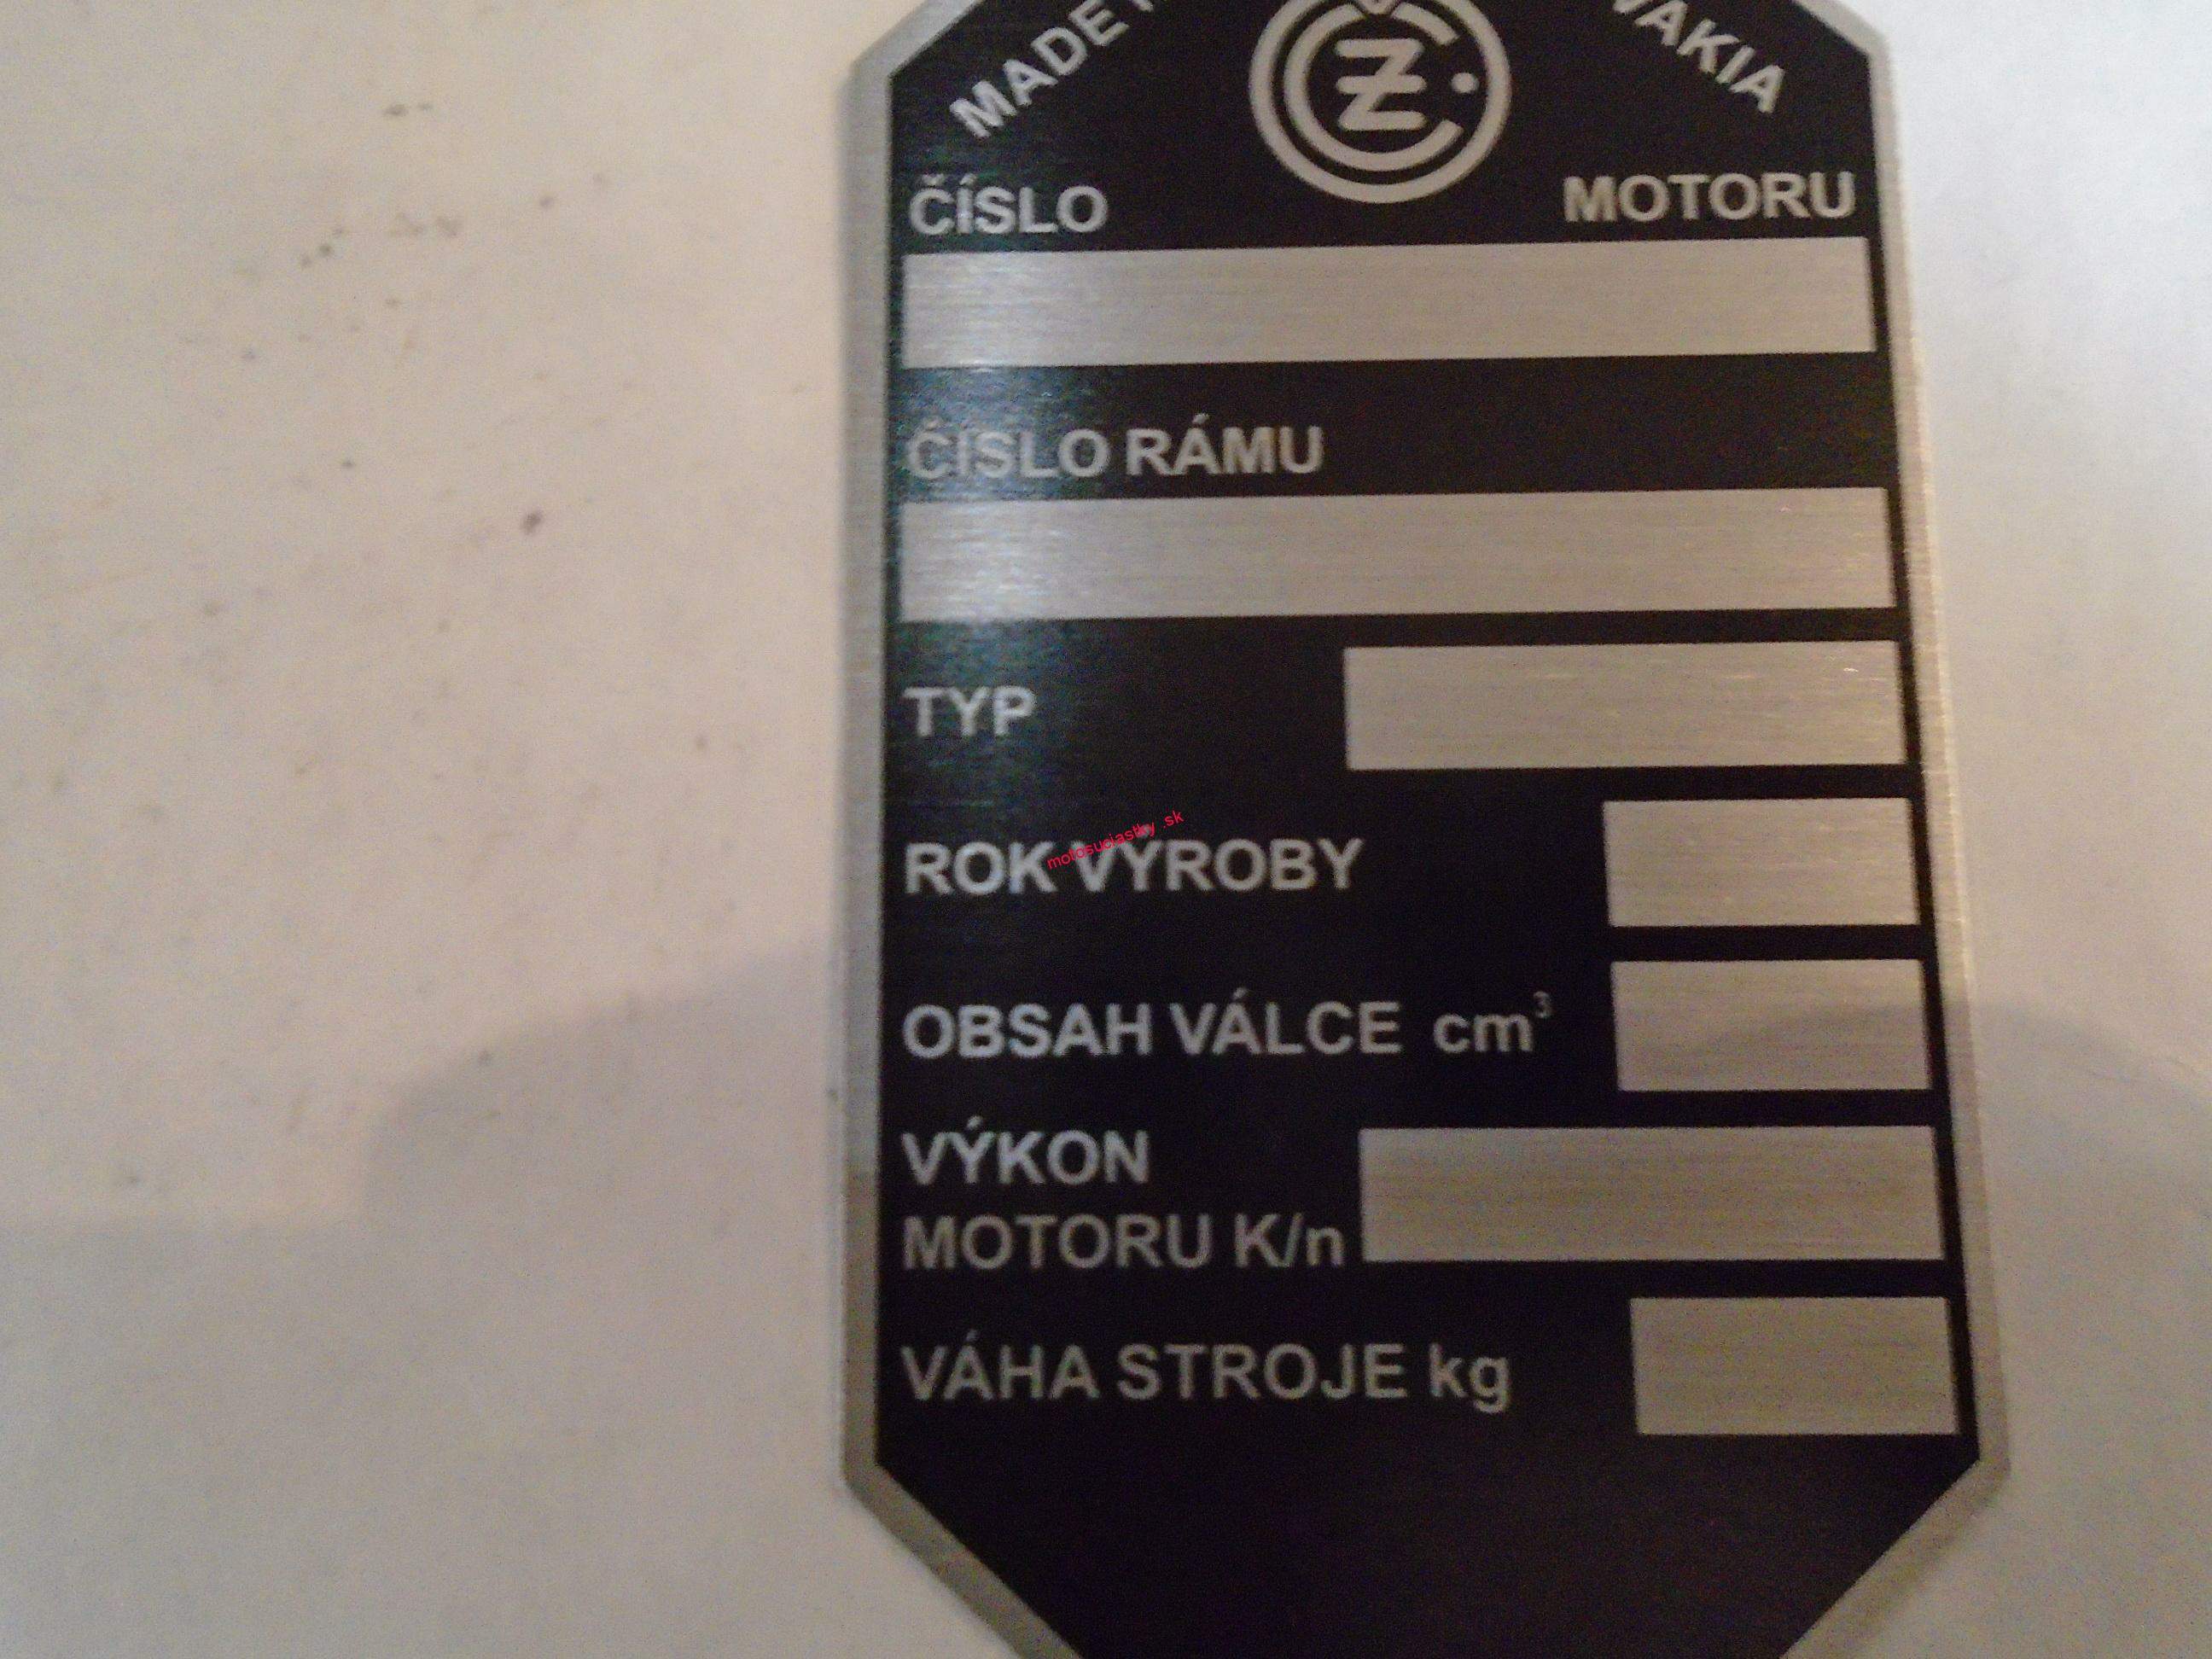 MADE
VAKIA
ČZ
ČÍSLO MOTORU
ČÍSLO RÁMU
TYP
motosuciastky .sk
ROK VÝROBY
OBSAH VÁLCE cm³
VÝKON
MOTORU K/n
VÁHA STROJE kg